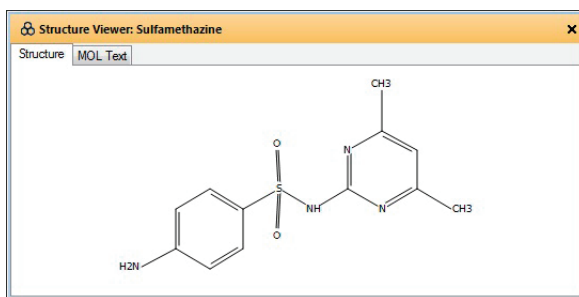 Structure Viewer: Sulfamethazine
Structure MOL Text
CH3
O
N
S
NH
N
CH3
O
H2N